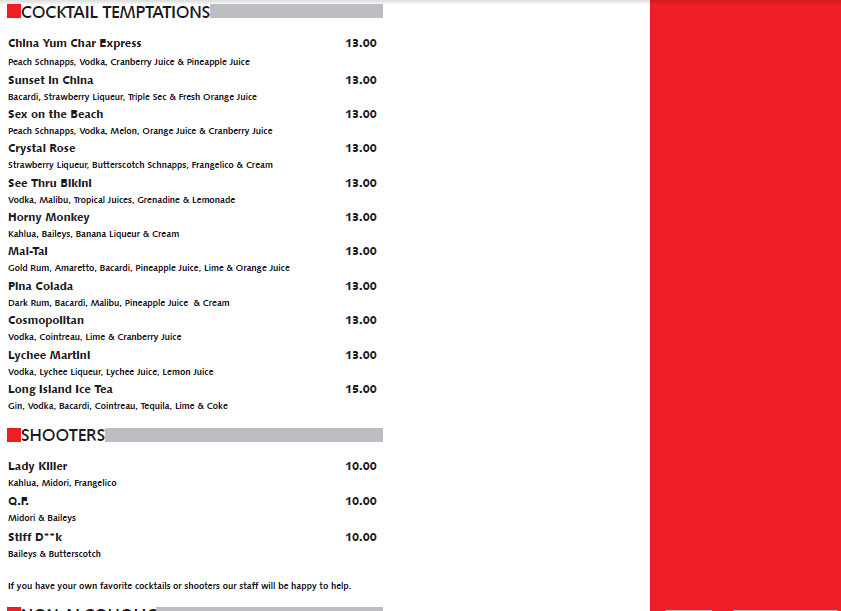 COCKTAIL TEMPTATIONS
China Yum Char Express 13.00
Peach Schnapps, Vodka, Cranberry Juice & Pineapple Juice
Sunset in China 13.00
Bacardi, Strawberry Liqueur, Triple Sec & Fresh Orange Juice
Sex on the Beach 13.00
Peach Schnapps, Vodka, Melon, Orange Juice & Cranberry Juice
Crystal Rose 13.00
Strawberry Liqueur, Butterscotch Schnapps, Frangelico & Cream
See Thru Bikini 13.00
Vodka, Malibu, Tropical Juices, Grenadine & Lemonade
Horny Monkey 13.00
Kahlua, Baileys, Banana Liqueur & Cream
Mai-Tai 13.00
Gold Rum, Amaretto, Bacardi, Pineapple Juice, Lime & Orange Juice
Pina Colada 13.00
Dark Rum, Bacardi, Malibu, Pineapple Juice & Cream
Cosmopolitan 13.00
Vodka, Cointreau, Lime & Cranberry Juice
Lychee Martini 13.00
Vodka, Lychee Liqueur, Lychee Juice, Lemon Juice
Long Island Ice Tea 15.00
Gin, Vodka, Bacardi, Cointreau, Tequila, Lime & Coke
SHOOTERS
Lady Killer 10.00
Kahlua, Midori, Frangelico
Q.F. 10.00
Midori & Baileys
Stiff D**k 10.00
Baileys & Butterscotch
If you have your own favorite cocktails or shooters our staff will be happy to help.